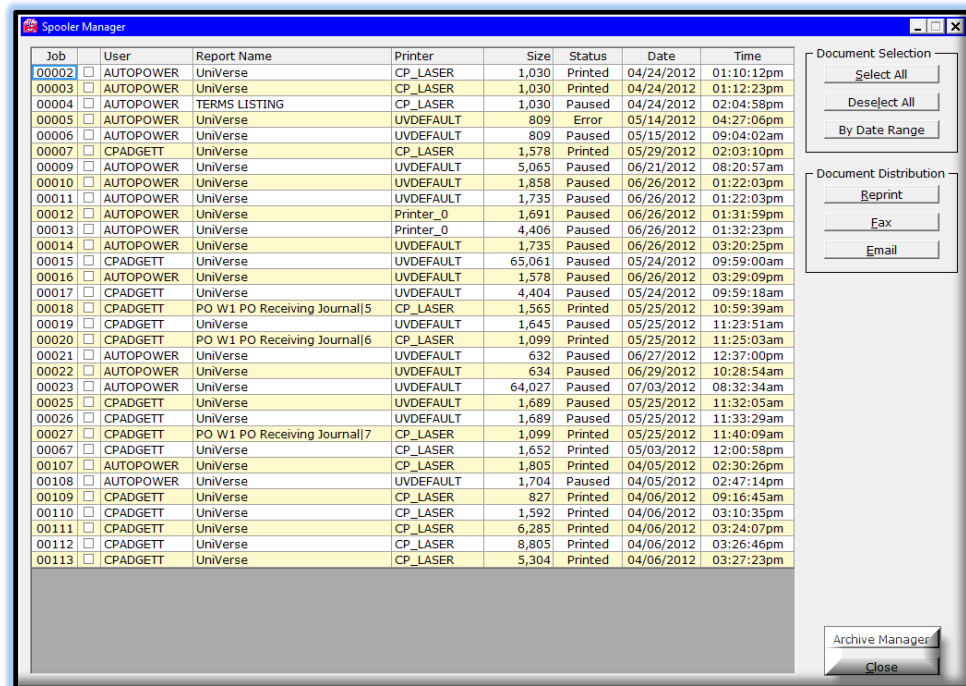 Spooler Manager
Job User Report Name Printer Size Status Date Time
00002 AUTOPOWER UniVerse CP_LASER 1,030 Printed 04/24/2012 01:10:12pm
00003 AUTOPOWER UniVerse CP_LASER 1,030 Printed 04/24/2012 01:12:23pm
00004 AUTOPOWER TERMS LISTING CP_LASER 1,030 Paused 04/24/2012 02:04:58pm
00005 AUTOPOWER UniVerse UVDEFAULT 809 Error 05/14/2012 04:27:06pm
00006 AUTOPOWER UniVerse UVDEFAULT 809 Paused 05/15/2012 09:04:02am
00007 CPADGETT UniVerse CP_LASER 1,578 Printed 05/29/2012 02:03:10pm
00009 AUTOPOWER UniVerse UVDEFAULT 5,065 Paused 06/21/2012 08:20:57am
00010 AUTOPOWER UniVerse UVDEFAULT 1,858 Paused 06/26/2012 01:22:03pm
00011 AUTOPOWER UniVerse UVDEFAULT 1,735 Paused 06/26/2012 01:22:03pm
00012 AUTOPOWER UniVerse Printer_0 1,691 Paused 06/26/2012 01:31:59pm
00013 AUTOPOWER UniVerse Printer_0 4,406 Paused 06/26/2012 01:32:23pm
00014 AUTOPOWER UniVerse UVDEFAULT 1,735 Paused 06/26/2012 03:20:25pm
00015 CPADGETT UniVerse UVDEFAULT 65,061 Paused 05/24/2012 09:59:00am
00016 AUTOPOWER UniVerse UVDEFAULT 1,578 Paused 06/26/2012 03:29:09pm
00017 CPADGETT UniVerse UVDEFAULT 4,404 Paused 05/24/2012 09:59:18am
00018 CPADGETT PO W1 PO Receiving Journal|5 CP_LASER 1,565 Printed 05/25/2012 10:59:39am
00019 CPADGETT UniVerse UVDEFAULT 1,645 Paused 05/25/2012 11:23:51am
00020 CPADGETT PO W1 PO Receiving Journal|6 CP_LASER 1,099 Printed 05/25/2012 11:25:03am
00021 AUTOPOWER UniVerse UVDEFAULT 632 Paused 06/27/2012 12:37:00pm
00022 AUTOPOWER UniVerse UVDEFAULT 634 Paused 06/29/2012 10:28:54am
00023 AUTOPOWER UniVerse UVDEFAULT 64,027 Paused 07/03/2012 08:32:34am
00025 CPADGETT UniVerse UVDEFAULT 1,689 Paused 05/25/2012 11:32:05am
00026 CPADGETT UniVerse UVDEFAULT 1,689 Paused 05/25/2012 11:33:29am
00027 CPADGETT PO W1 PO Receiving Journal|7 CP_LASER 1,099 Printed 05/25/2012 11:40:09am
00067 CPADGETT UniVerse CP_LASER 1,652 Printed 05/03/2012 12:00:58pm
00107 AUTOPOWER UniVerse CP_LASER 1,805 Printed 04/05/2012 02:30:26pm
00108 AUTOPOWER UniVerse UVDEFAULT 1,704 Paused 04/05/2012 02:47:14pm
00109 CPADGETT UniVerse CP_LASER 827 Printed 04/06/2012 09:16:45am
00110 CPADGETT UniVerse CP_LASER 1,592 Printed 04/06/2012 03:10:35pm
00111 CPADGETT UniVerse CP_LASER 6,285 Printed 04/06/2012 03:24:07pm
00112 CPADGETT UniVerse CP_LASER 8,805 Printed 04/06/2012 03:26:46pm
00113 CPADGETT UniVerse CP_LASER 5,304 Printed 04/06/2012 03:27:23pm
Document Selection
Select All
Deselect All
By Date Range
Document Distribution
Reprint
Fax
Email
Archive Manager
Close